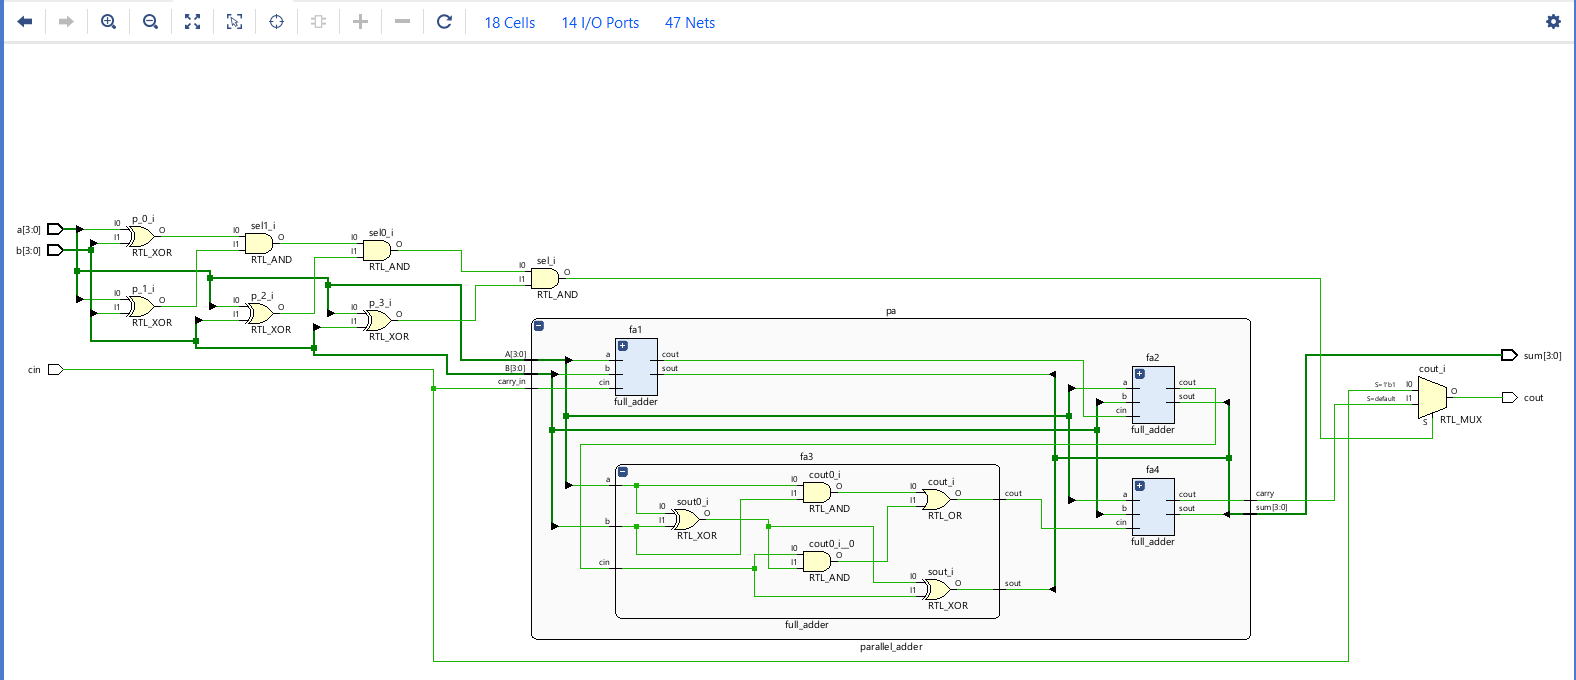 18 Cells 14 I/O Ports 47 Nets
a[3:0]
b[3:0]
cin
p_0_i
I0
I1
O
RTL_XOR
sel1_i
I0
I1
O
RTL_AND
sel0_i
I0
I1
O
RTL_AND
sel_i
I0
I1
O
RTL_AND
p_1_i
I0
I1
O
RTL_XOR
p_2_i
I0
I1
O
RTL_XOR
p_3_i
I0
I1
O
RTL_XOR
pa
A[3:0]
B[3:0]
carry_in
fa1
a
b
cin
cout
sout
full_adder
fa2
a
b
cin
cout
sout
full_adder
fa3
a
b
cin
sout0_i
I0
I1
O
RTL_XOR
cout0_i
I0
I1
O
RTL_AND
cout0_i__0
I0
I1
O
RTL_AND
cout_i
I0
I1
O
RTL_OR
sout_i
I0
I1
O
RTL_XOR
cout
sout
full_adder
fa4
a
b
cin
cout
sout
full_adder
carry
sum[3:0]
parallel_adder
cout_i
S=1'b1
I0
S=default
I1
S
O
RTL_MUX
sum[3:0]
cout